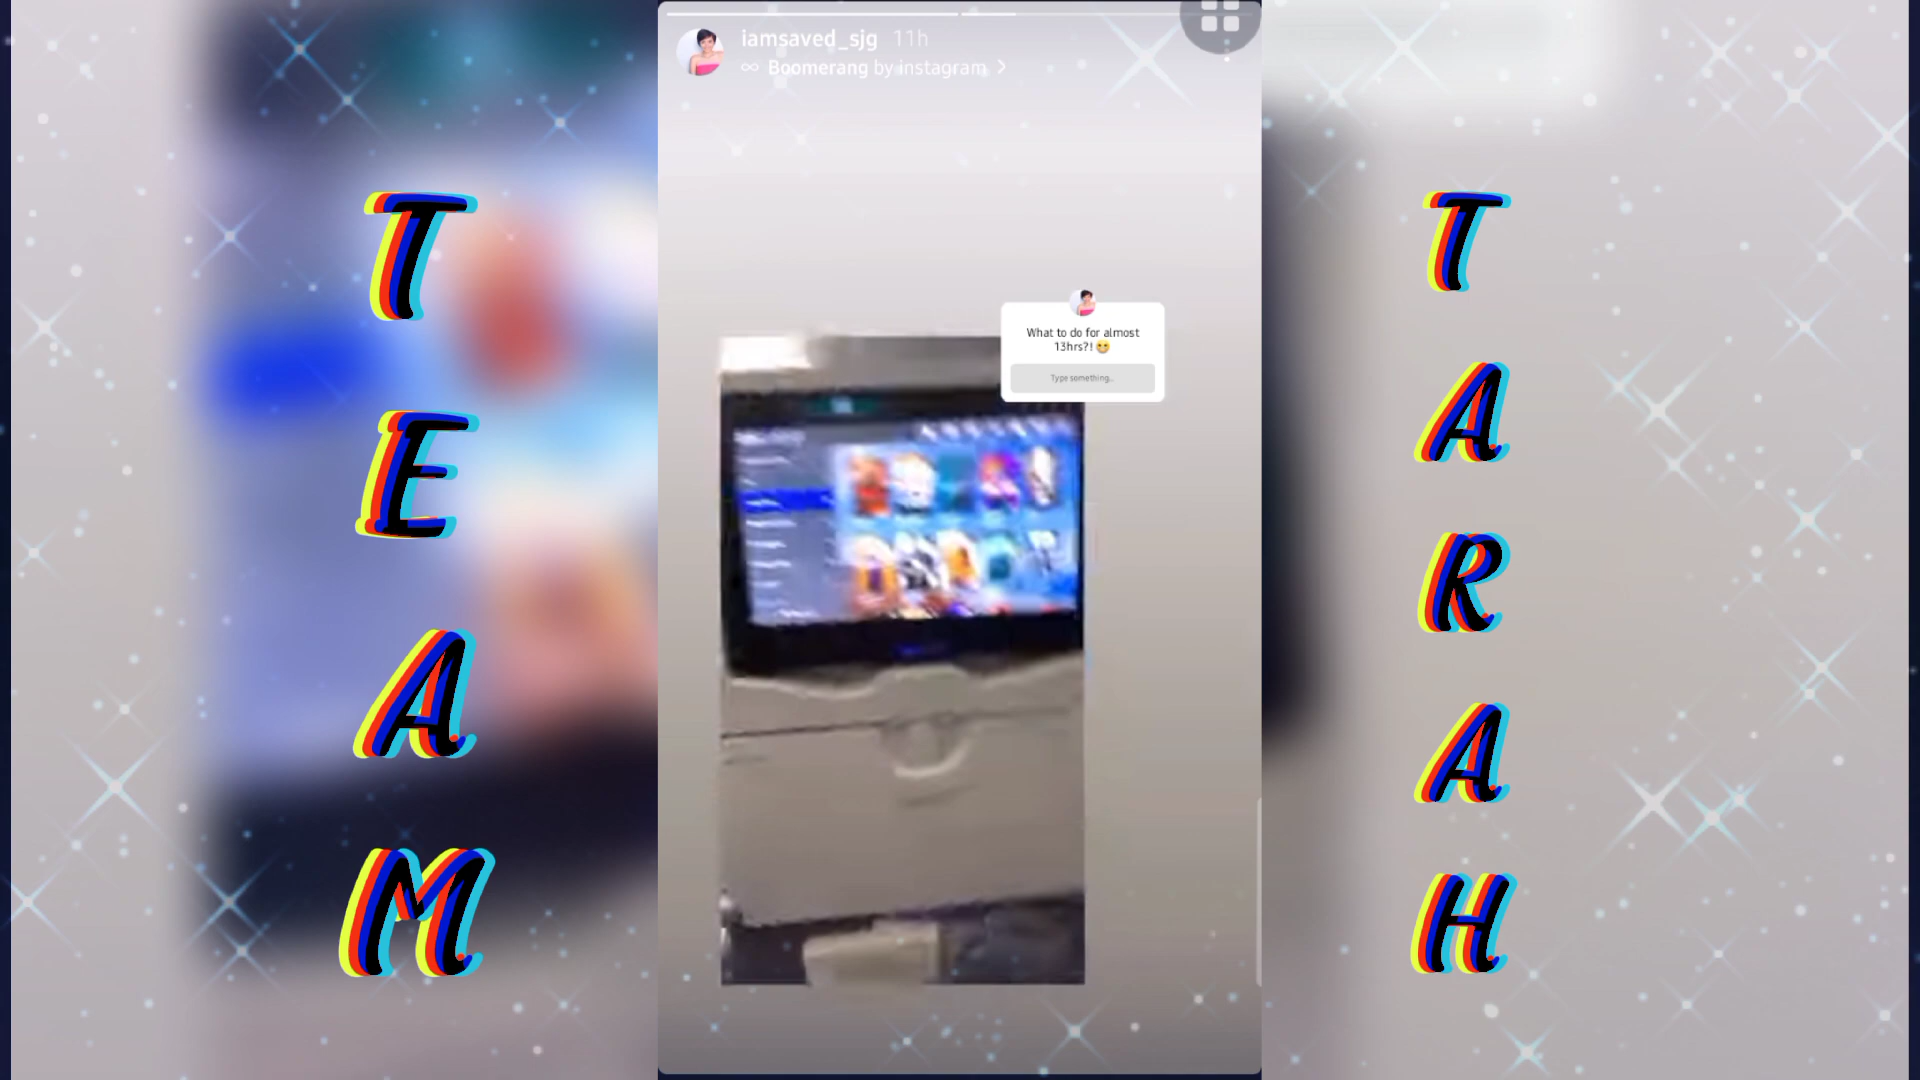 iamsaved_sjg 11h
∞ Boomerang by instagram >
What to do for almost
13hrs?! 😁
Type something...
TEAM
TARAH